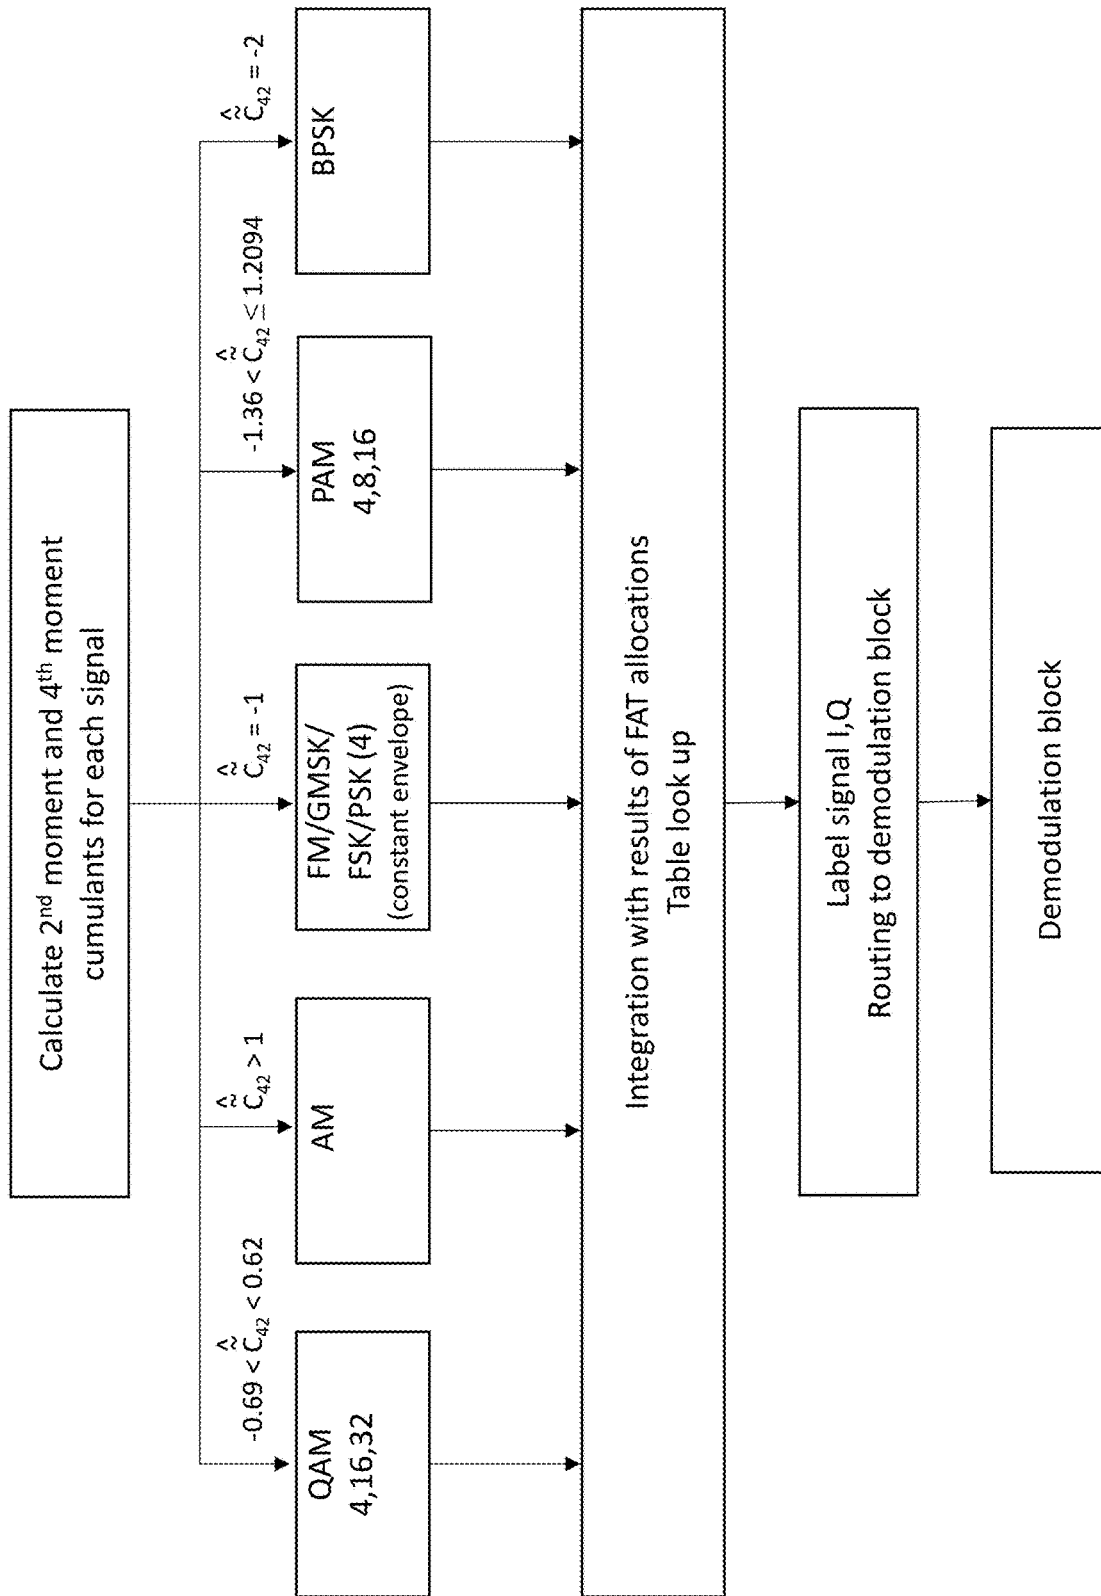 Calculate 2nd moment and 4th moment
cumulants for each signal
-0.69 < C̃̂42 < 0.62
C̃̂42 > 1
C̃̂42 = -1
-1.36 < C̃̂42 ≤ 1.2094
C̃̂42 = -2
QAM
4,16,32
AM
FM/GMSK/
FSK/PSK (4)
(constant envelope)
PAM
4,8,16
BPSK
Integration with results of FAT allocations
Table look up
Label signal I,Q
Routing to demodulation block
Demodulation block